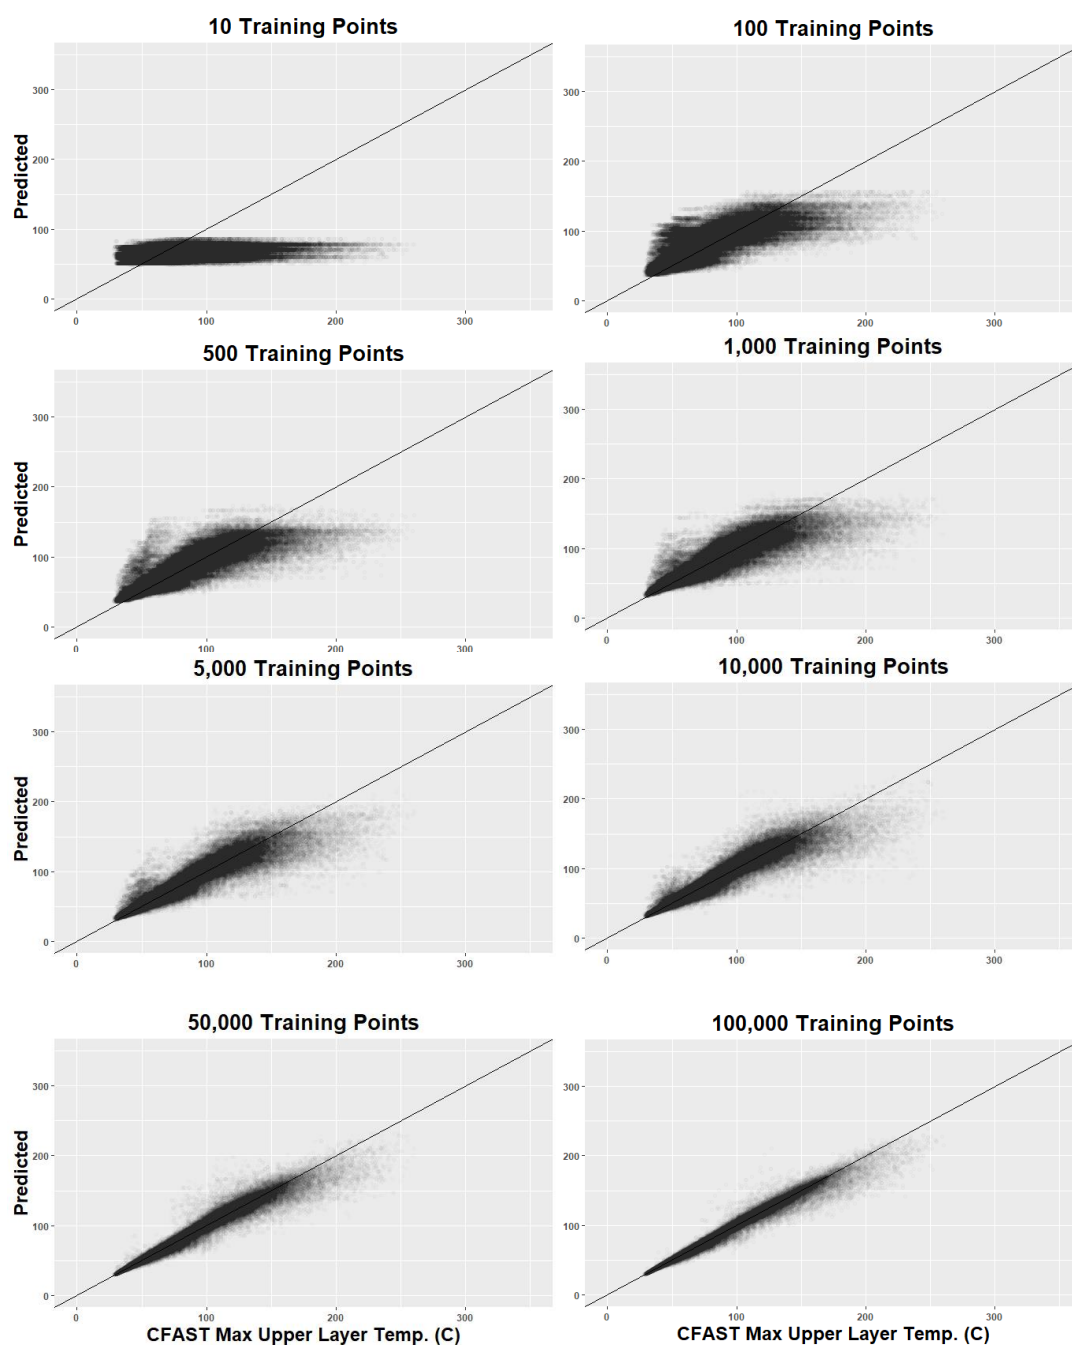 10 Training Points
100 Training Points
300
200
100
0
Predicted
0 100 200 300
300
200
100
0
0 100 200 300
500 Training Points
1,000 Training Points
300
200
100
0
Predicted
0 100 200 300
300
200
100
0
0 100 200 300
5,000 Training Points
10,000 Training Points
300
200
100
0
Predicted
0 100 200 300
300
200
100
0
0 100 200 300
50,000 Training Points
100,000 Training Points
300
200
100
0
Predicted
0 100 200 300
CFAST Max Upper Layer Temp. (C)
300
200
100
0
0 100 200 300
CFAST Max Upper Layer Temp. (C)